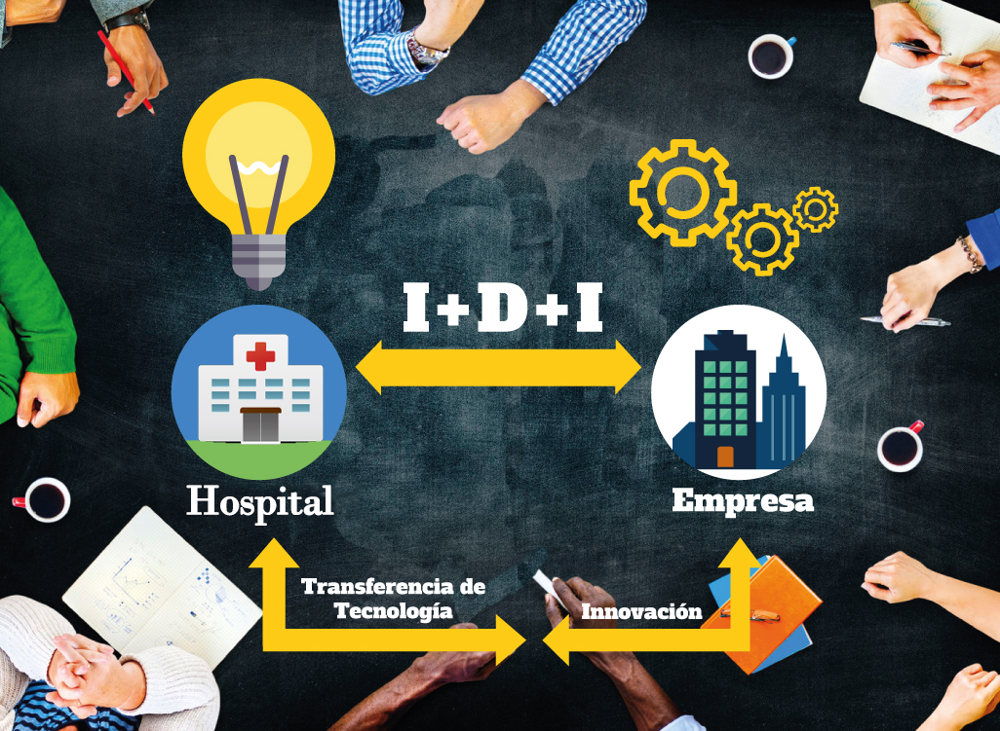 I+D+I
Hospital
Empresa
Transferencia de
Tecnología
Innovación